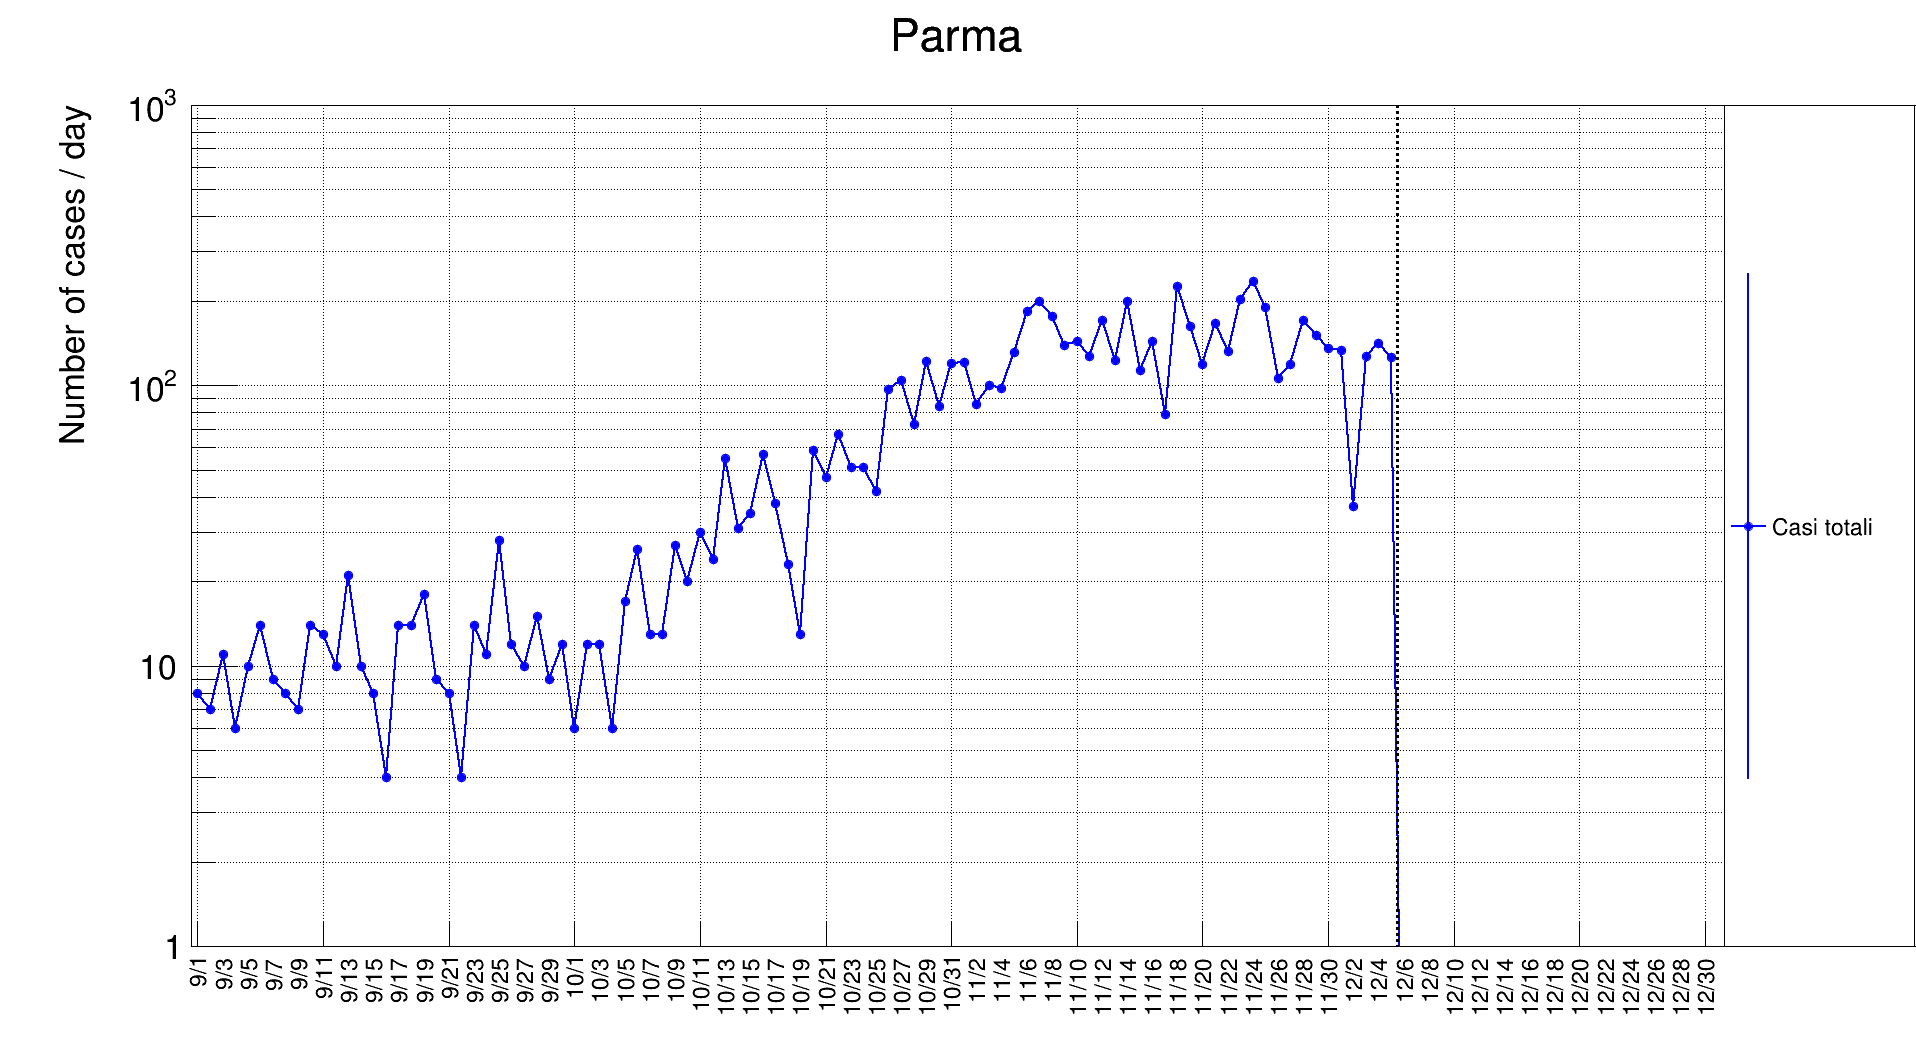 Parma
Number of cases / day
10³
10²
10
1
9/1 9/3 9/5 9/7 9/9 9/11 9/13 9/15 9/17 9/19 9/21 9/23 9/25 9/27 9/29 10/1 10/3 10/5 10/7 10/9 10/11 10/13 10/15 10/17 10/19 10/21 10/23 10/25 10/27 10/29 10/31 11/2 11/4 11/6 11/8 11/10 11/12 11/14 11/16 11/18 11/20 11/22 11/24 11/26 11/28 11/30 12/2 12/4 12/6 12/8 12/10 12/12 12/14 12/16 12/18 12/20 12/22 12/24 12/26 12/28 12/30
Casi totali